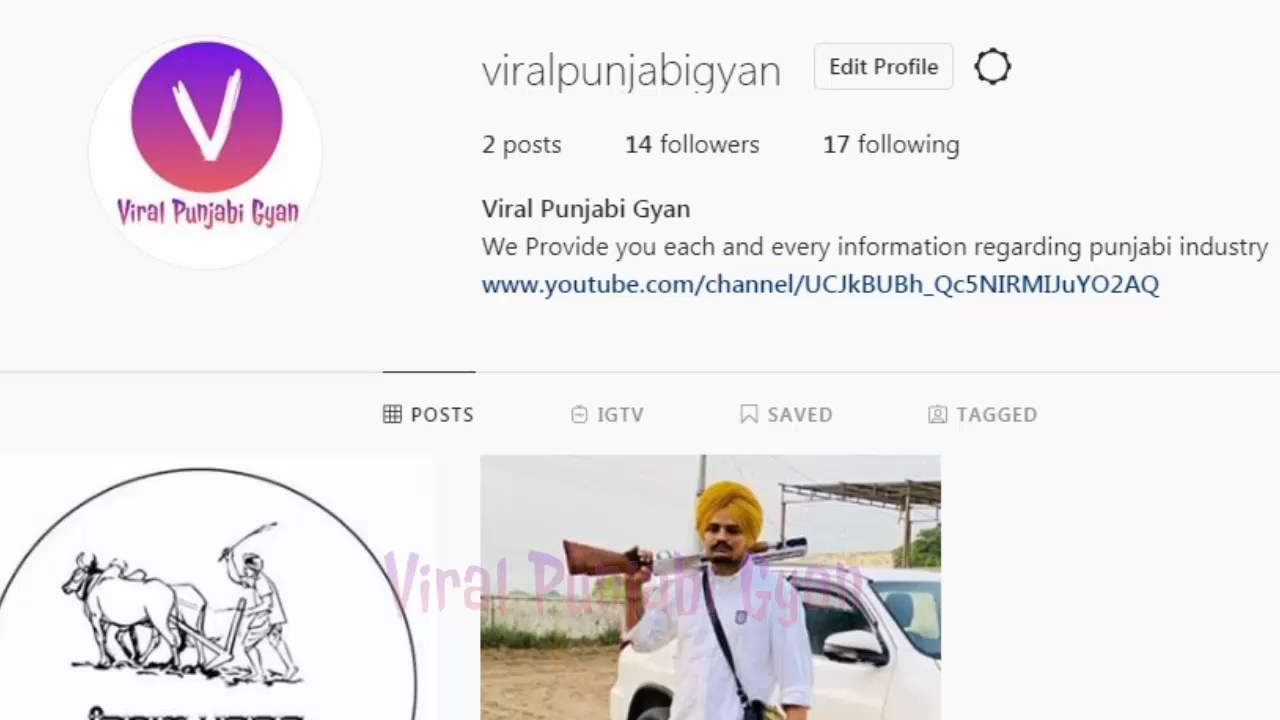 viralpunjabigyan Edit Profile
2 posts 14 followers 17 following
V
Viral Punjabi Gyan
Viral Punjabi Gyan
We Provide you each and every information regarding punjabi industry
www.youtube.com/channel/UCJkBUBh_Qc5NIRMIJuYO2AQ
POSTS IGTV SAVED TAGGED
Viral Punjabi Gyan